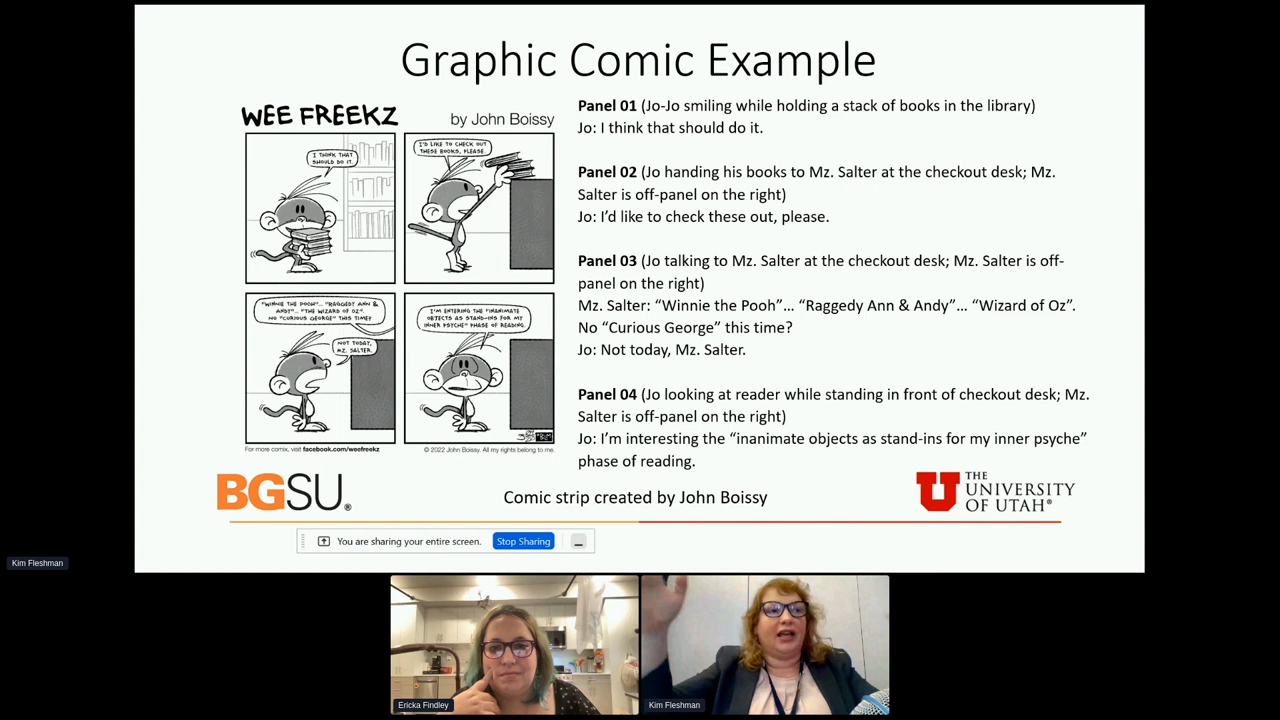 Graphic Comic Example
WEE FREEKZ
by John Boissy
I THINK THAT
SHOULD DO IT.
I'D LIKE TO CHECK OUT
THESE BOOKS, PLEASE.
"WINNIE THE POOH"... "RAGGEDY ANN &
ANDY"... "THE WIZARD OF OZ".
NO "CURIOUS GEORGE" THIS TIME?
NOT TODAY,
MZ. SALTER.
I'M ENTERING THE "INANIMATE
OBJECTS AS STAND-INS FOR MY
INNER PSYCHE" PHASE OF READING.
For more comix, visit facebook.com/weefreekz
© 2022 John Boissy. All my rights belong to me.
Panel 01 (Jo-Jo smiling while holding a stack of books in the library)
Jo: I think that should do it.
Panel 02 (Jo handing his books to Mz. Salter at the checkout desk; Mz.
Salter is off-panel on the right)
Jo: I'd like to check these out, please.
Panel 03 (Jo talking to Mz. Salter at the checkout desk; Mz. Salter is off-
panel on the right)
Mz. Salter: “Winnie the Pooh”... “Raggedy Ann & Andy”... “Wizard of Oz”.
No “Curious George” this time?
Jo: Not today, Mz. Salter.
Panel 04 (Jo looking at reader while standing in front of checkout desk; Mz.
Salter is off-panel on the right)
Jo: I'm interesting the “inanimate objects as stand-ins for my inner psyche”
phase of reading.
BGSU®
Comic strip created by John Boissy
THE
UNIVERSITY
OF UTAH®
You are sharing your entire screen. Stop Sharing
Kim Fleshman
Ericka Findley
Kim Fleshman